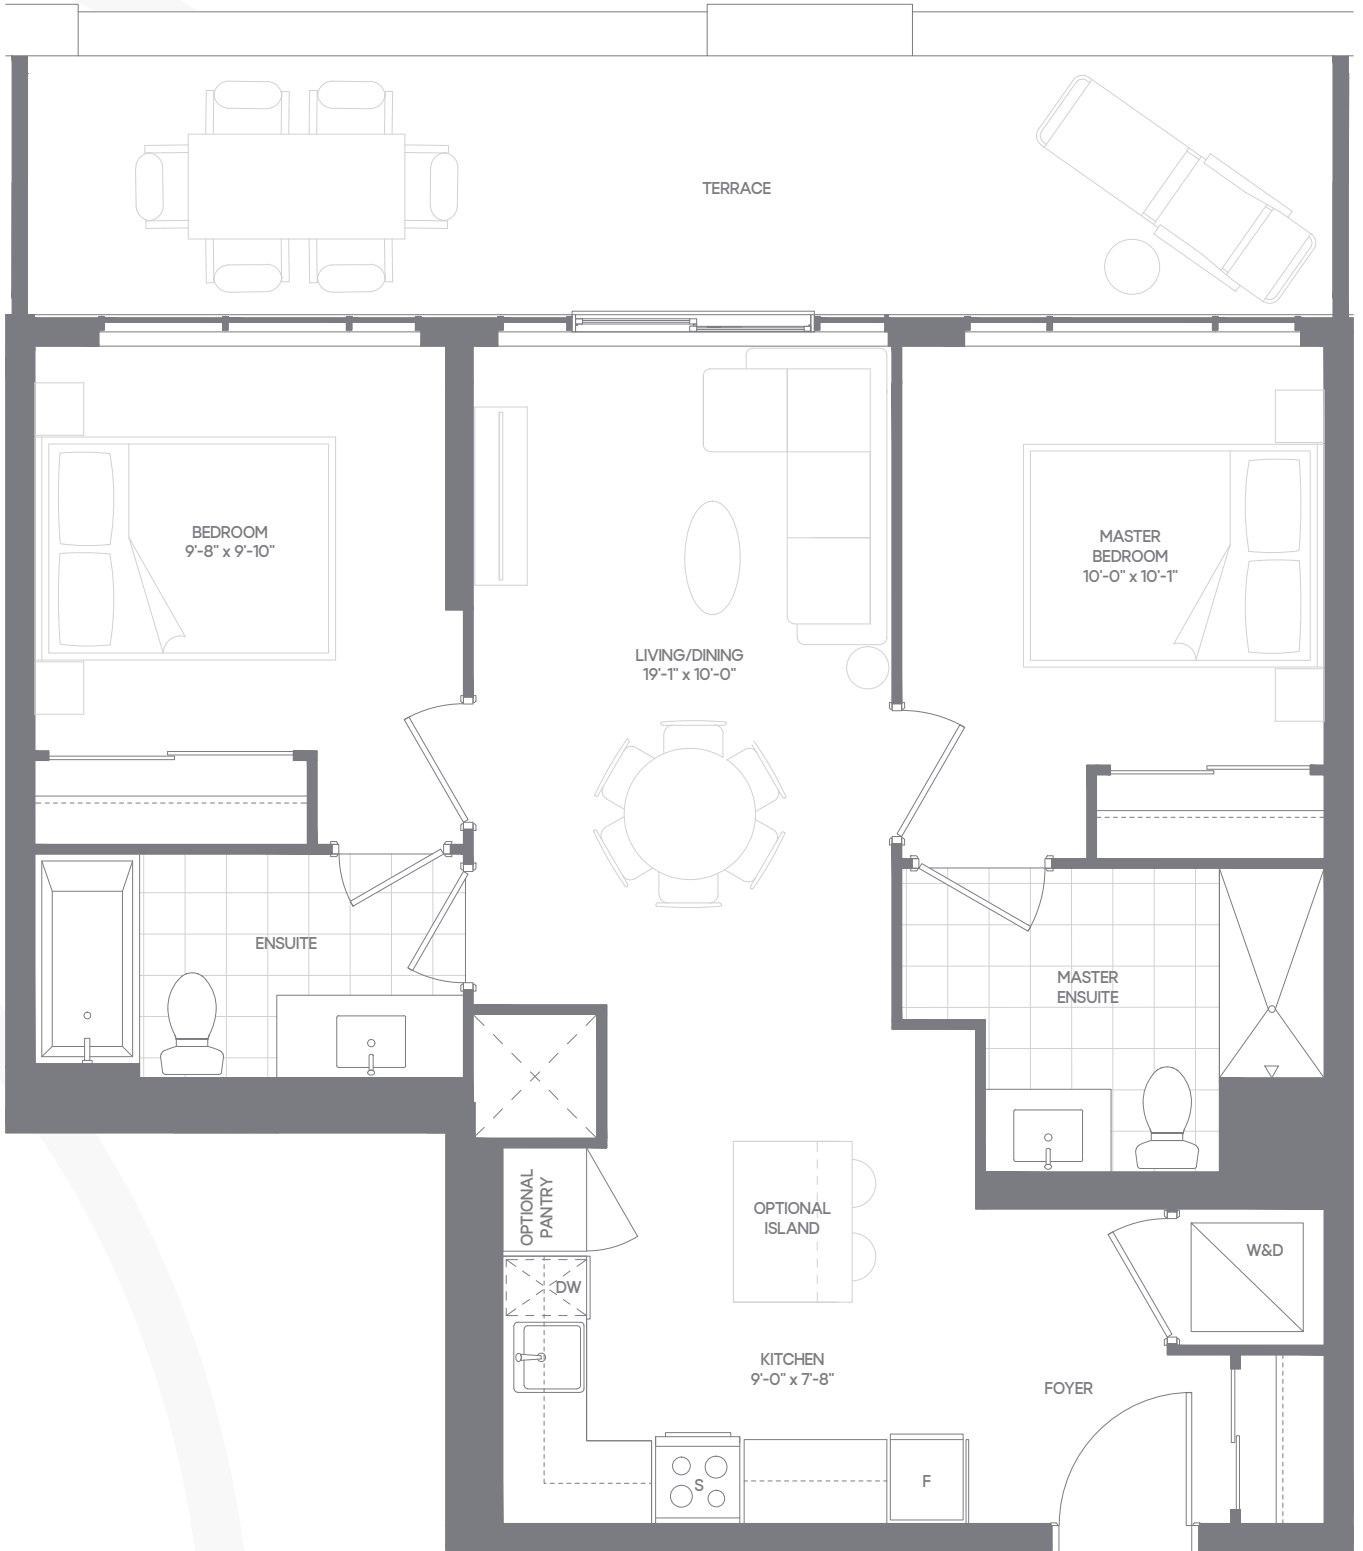 TERRACE
BEDROOM
9'-8" x 9'-10"
MASTER
BEDROOM
10'-0" x 10'-1"
LIVING/DINING
19'-1" x 10'-0"
ENSUITE
MASTER
ENSUITE
OPTIONAL
PANTRY
OPTIONAL
ISLAND
W&D
DW
KITCHEN
9'-0" x 7'-8"
FOYER
S
F